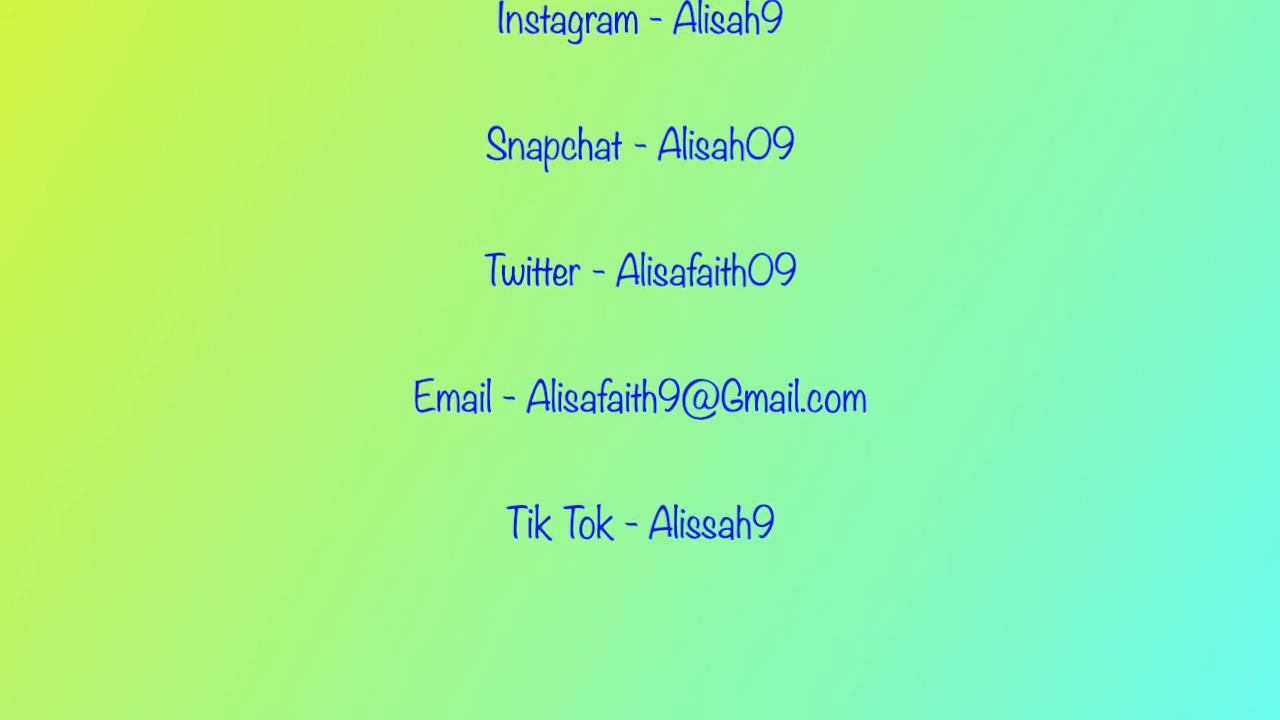 Instagram - Alisah9
Snapchat - Alisah09
Twitter - Alisafaith09
Email - Alisafaith9@Gmail.com
Tik Tok - Alissah9